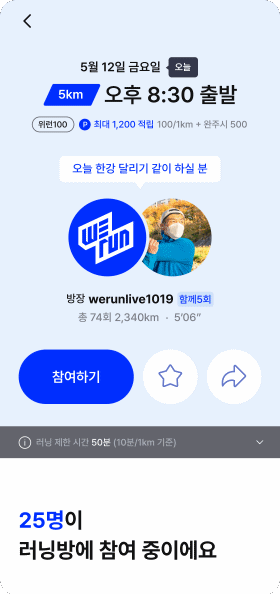 5월 12일 금요일 오늘
5km 오후 8:30 출발
위런100 P 최대 1,200 적립 100/1km + 완주시 500
오늘 한강 달리기 같이 하실 분
we
run
방장 werunlive1019 함께5회
총 74회 2,340km · 5’06”
참여하기
러닝 제한 시간 50분 (10분/1km 기준)
25명이
러닝방에 참여 중이에요